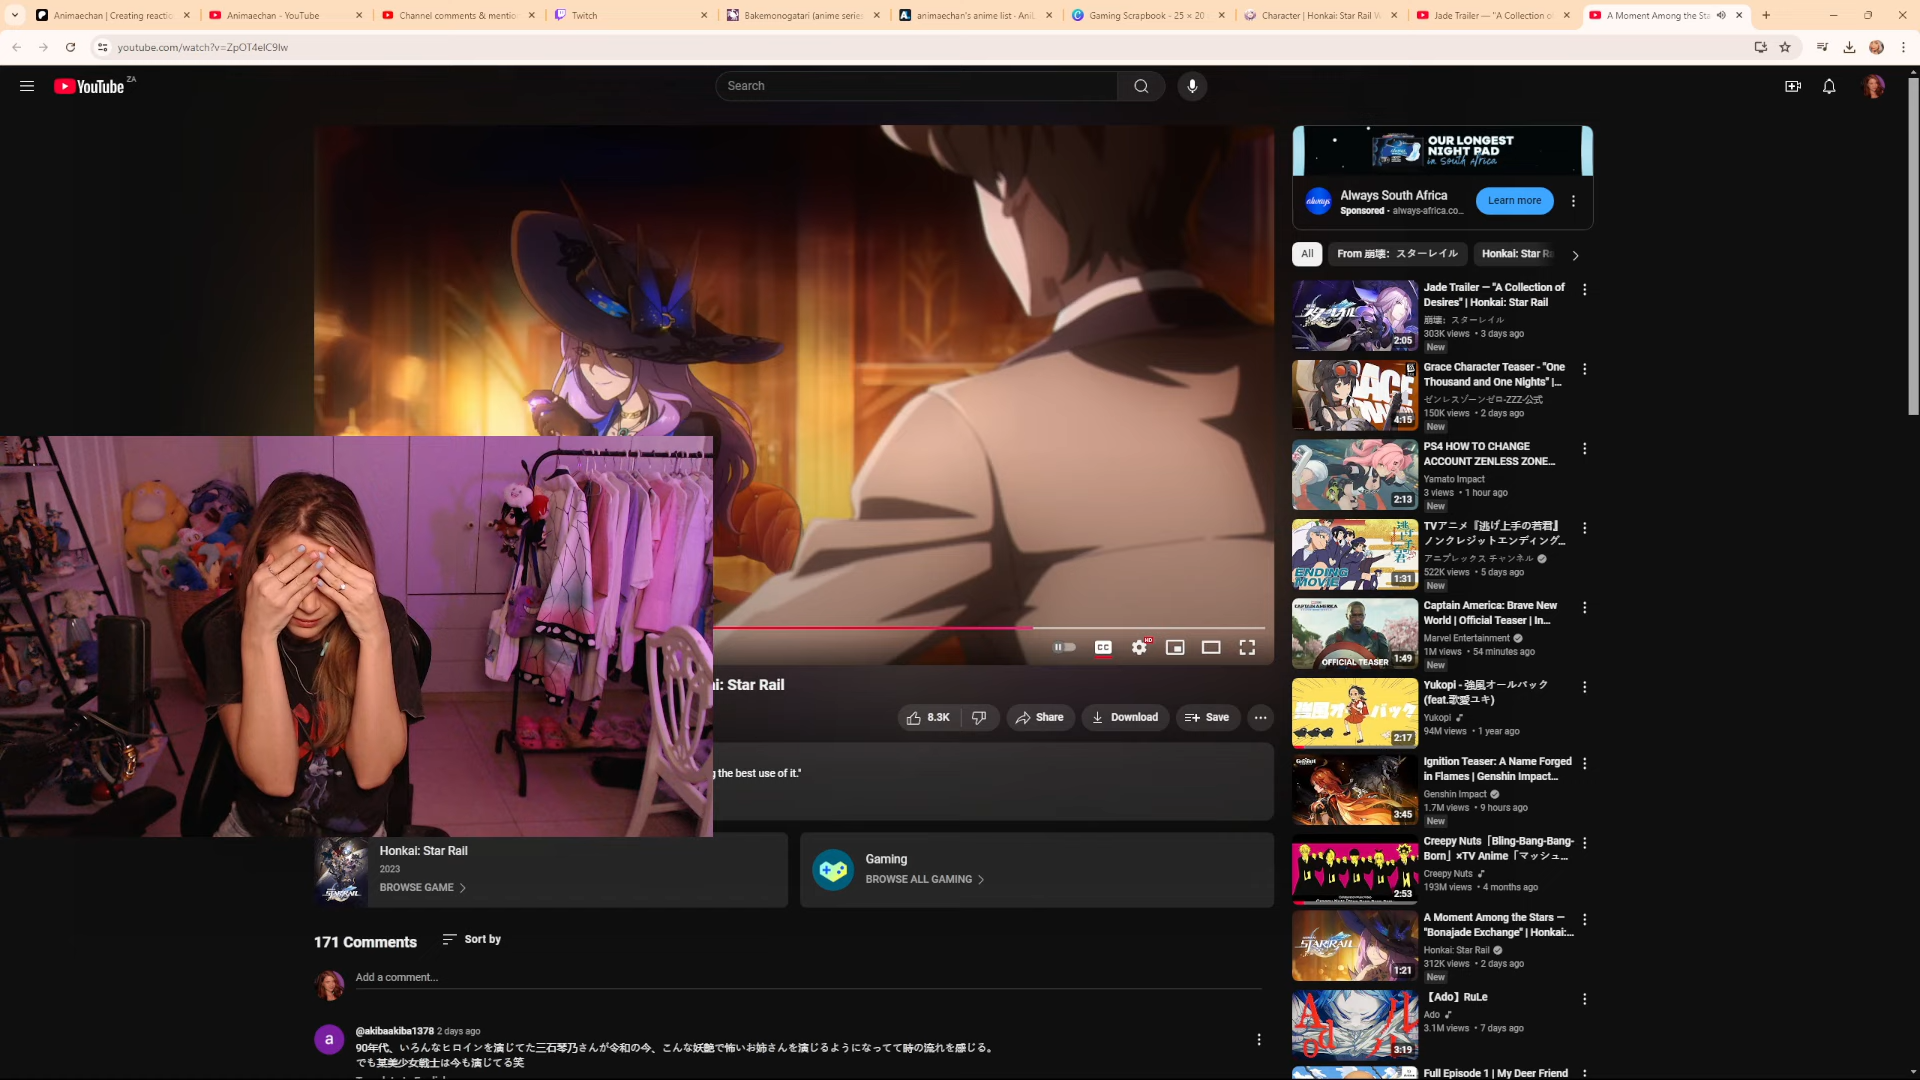 Animaechan | Creating reactio
Animaechan - YouTube
Channel comments & mentio
Twitch
Bakemonogatari (anime serie
animaechan's anime list · Anil
Gaming Scrapbook - 25 × 20
Character | Honkai: Star Rail W
Jade Trailer — "A Collection o
A Moment Among the Sta
youtube.com/watch?v=ZpOT4eIC9Iw
YouTube ZA
Search
OUR LONGEST
NIGHT PAD
in South Africa
always
Always South Africa
Sponsored • always-africa.co...
Learn more
All
From 崩壊：スターレイル
Honkai: Star Ra
Jade Trailer — "A Collection of
Desires" | Honkai: Star Rail
崩壊：スターレイル
303K views • 3 days ago
New
2:05
Grace Character Teaser - "One
Thousand and One Nights" |...
ゼンレスゾーンゼロ-ZZZ-公式
150K views • 2 days ago
New
4:15
PS4 HOW TO CHANGE
ACCOUNT ZENLESS ZONE...
Yamato Impact
3 views • 1 hour ago
New
2:13
TVアニメ『逃げ上手の若君』
ノンクレジットエンディング...
アニプレックス チャンネル
522K views • 5 days ago
New
ENDING
MOVIE
1:31
Captain America: Brave New
World | Official Teaser | In...
Marvel Entertainment
1M views • 54 minutes ago
New
OFFICIAL TEASER
1:49
Yukopi - 強風オールバック
(feat.歌愛ユキ)
Yukopi
94M views • 1 year ago
2:17
Ignition Teaser: A Name Forged
in Flames | Genshin Impact...
Genshin Impact
1.7M views • 9 hours ago
New
3:45
Creepy Nuts「Bling-Bang-Bang-
Born」×TV Anime「マッシュ...
Creepy Nuts
193M views • 4 months ago
2:53
A Moment Among the Stars —
"Bonajade Exchange" | Honkai:...
Honkai: Star Rail
312K views • 2 days ago
New
1:21
【Ado】RuLe
Ado
3.1M views • 7 days ago
3:19
Full Episode 1 | My Deer Friend
CC
HD
i: Star Rail
8.3K
Share
Download
Save
g the best use of it."
Honkai: Star Rail
2023
BROWSE GAME
Gaming
BROWSE ALL GAMING
171 Comments
Sort by
Add a comment...
a
@akibaakiba1378 2 days ago
90年代、いろんなヒロインを演じてた三石琴乃さんが令和の今、こんな妖艶で怖いお姉さんを演じるようになってて時の流れを感じる。
でも某美少女戦士は今も演じてる笑